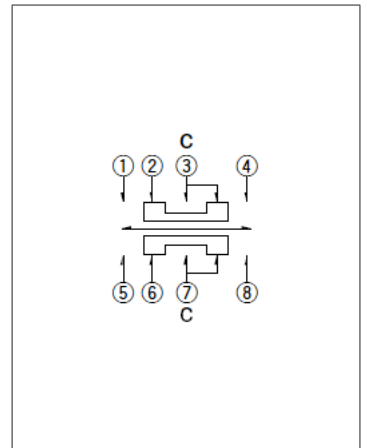 C
① ② ③ ④
⑤ ⑥ ⑦ ⑧
C